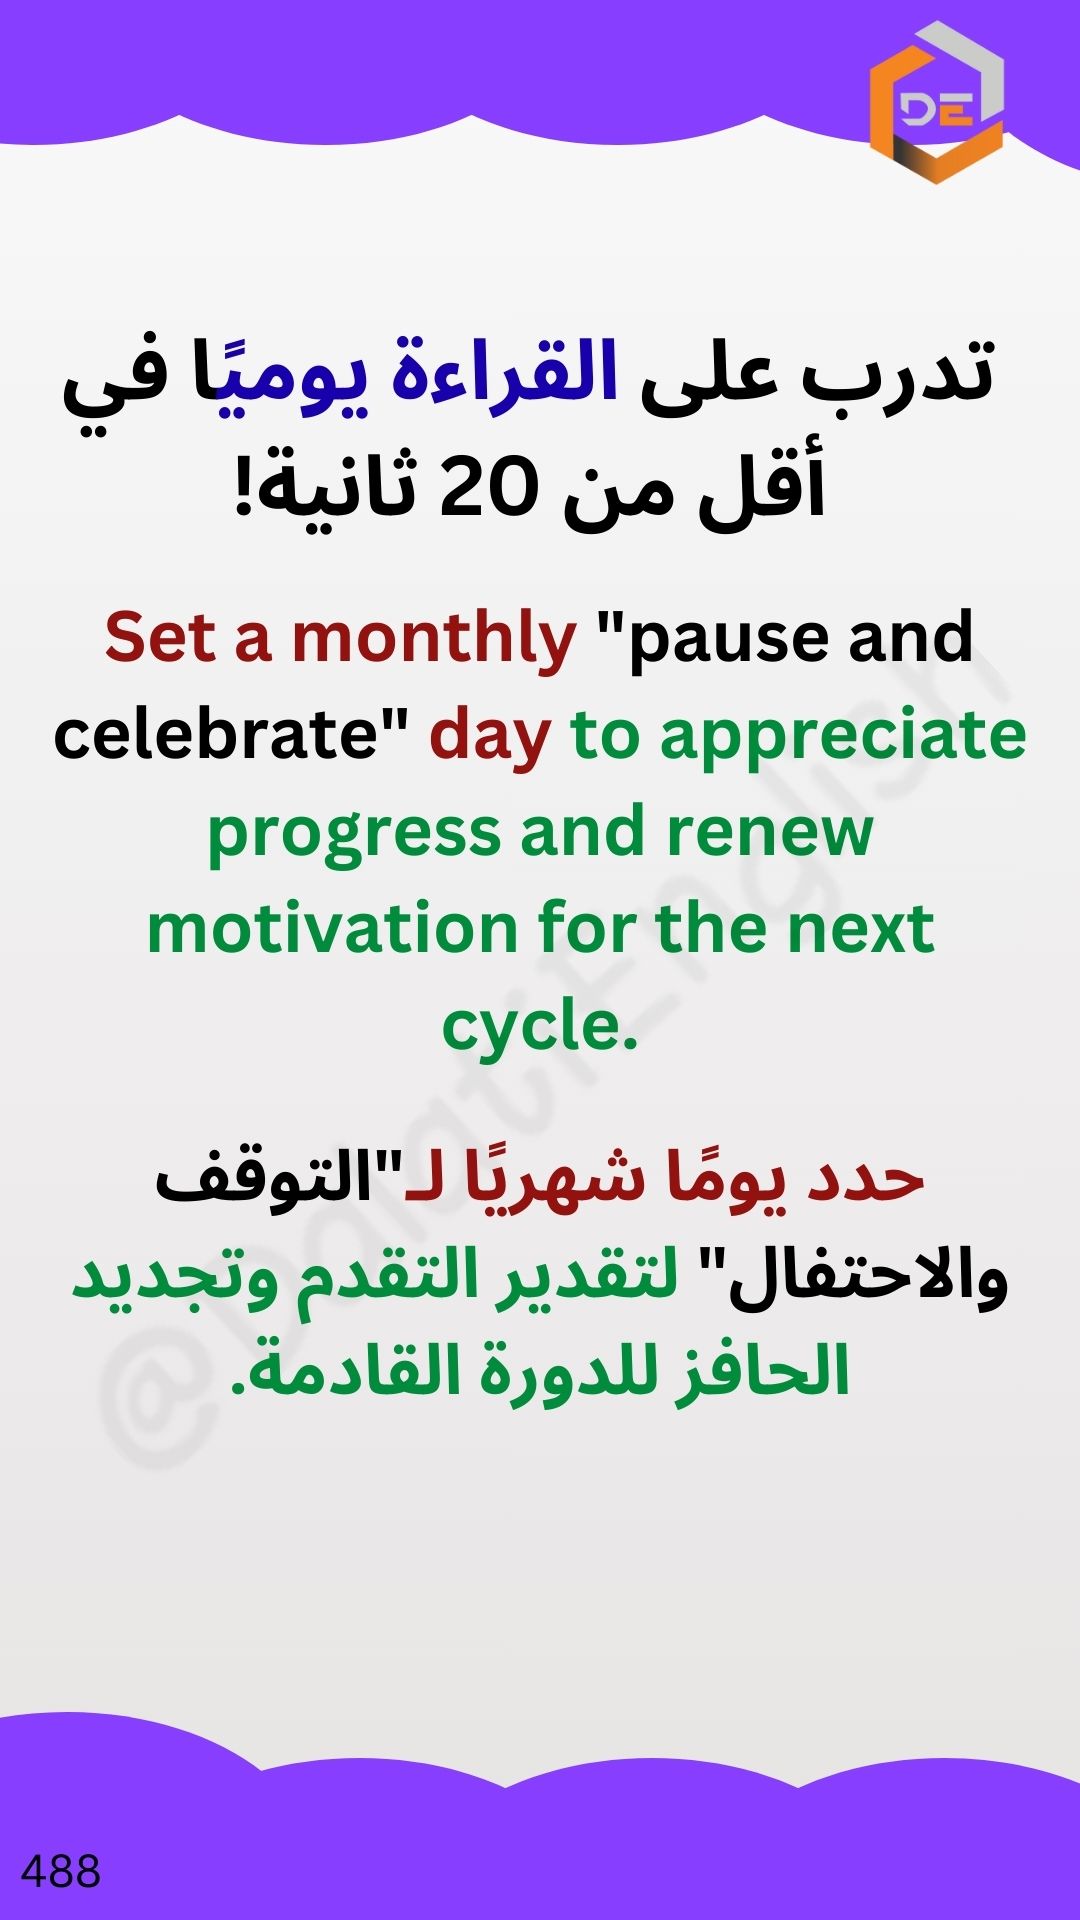 DE
تدرب على القراءة يوميًا في
أقل من 20 ثانية!
Set a monthly "pause and
celebrate" day to appreciate
progress and renew
motivation for the next
cycle.
حدد يومًا شهريًا لـ"التوقف
والاحتفال" لتقدير التقدم وتجديد
الحافز للدورة القادمة.
@DalatiEnglish
488